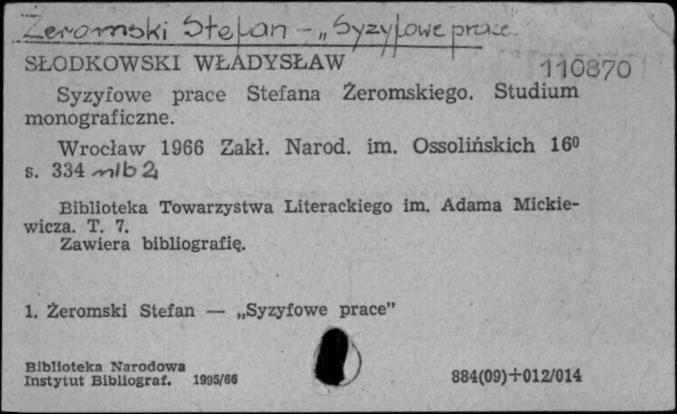 Żeromski Stefan – „Syzyfowe prace
SŁODKOWSKI WŁADYSŁAW
110870
Syzyfowe prace Stefana Żeromskiego. Studium
monograficzne.
Wrocław 1966 Zakł. Narod. im. Ossolińskich 16⁰
s. 334 nlb 2
Biblioteka Towarzystwa Literackiego im. Adama Mickie-
wicza. T. 7.
Zawiera bibliografię.
1. Żeromski Stefan — „Syzyfowe prace”
Biblioteka Narodowa
Instytut Bibliograf. 1995/66
884(09)+012/014